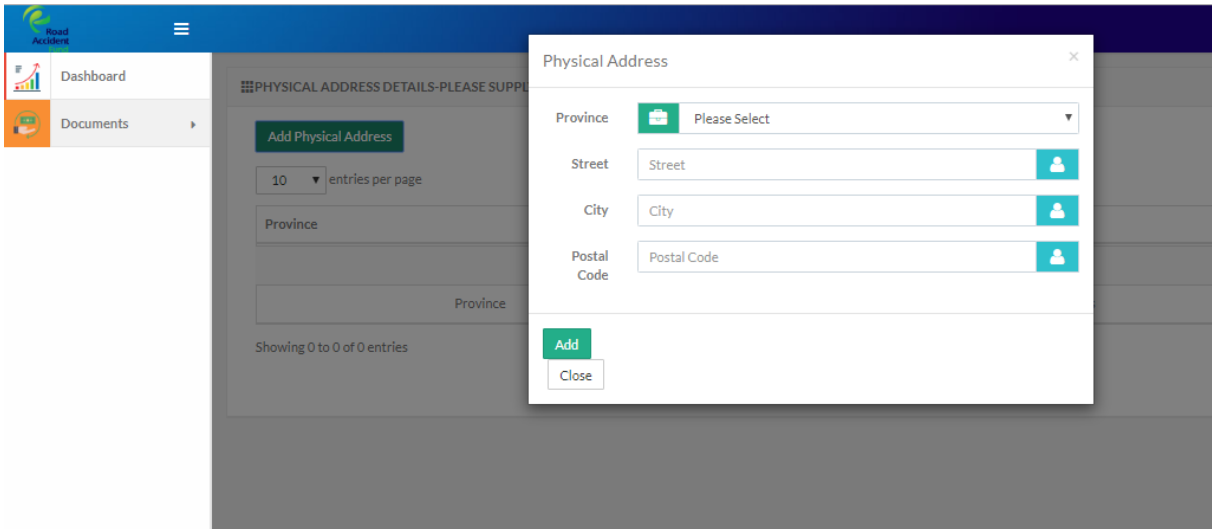 Road
Accident
Fund
Dashboard
Documents
PHYSICAL ADDRESS DETAILS-PLEASE SUPPL
Add Physical Address
10 entries per page
Province
Province
Showing 0 to 0 of 0 entries
Physical Address
×
Province Please Select
Street Street
City City
Postal Code Postal Code
Add
Close